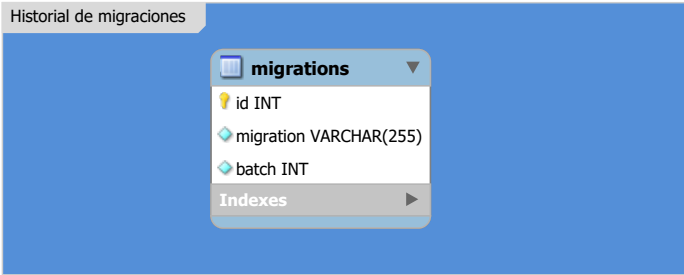 Historial de migraciones
migrations
id INT
migration VARCHAR(255)
batch INT
Indexes